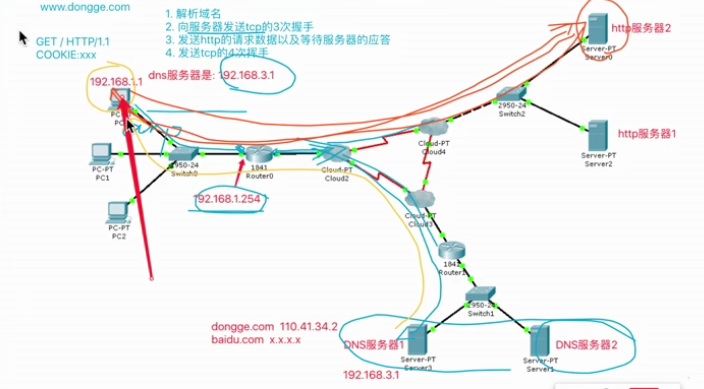 www.dongge.com
1. 解析域名
2. 向服务器发送tcp的3次握手
3. 发送http的请求数据以及等待服务器的应答
4. 发送tcp的4次挥手
GET / HTTP/1.1
COOKIE:xxx
dns服务器是: 192.168.3.1
192.168.1.1
http服务器2
Server-PT
Server0
2950-24
Switch2
http服务器1
Server-PT
Server2
Cloud-PT
Cloud4
PC-PT
PC1
2950-24
Switch0
1841
Router0
Cloud-PT
Cloud2
192.168.1.254
PC-PT
PC2
Cloud-PT
Cloud3
1841
Router1
2950-24
Switch1
dongge.com 110.41.34.2
baidu.com x.x.x.x
DNS服务器1
DNS服务器2
Server-PT
Server3
Server-PT
Server1
192.168.3.1